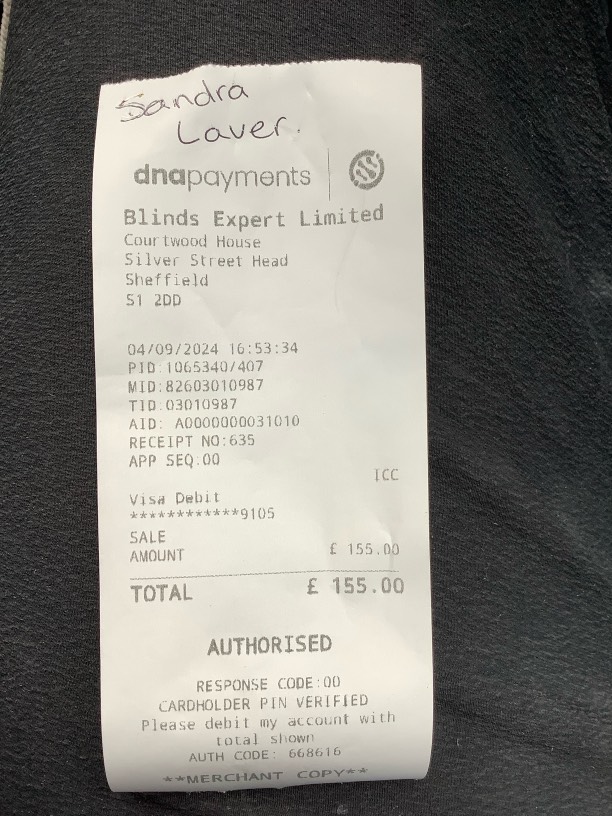 Sandra
Laver.
dnapayments
Blinds Expert Limited
Courtwood House
Silver Street Head
Sheffield
S1 2DD
04/09/2024 16:53:34
PID:1065340/407
MID:82603010987
TID:03010987
AID: A0000000031010
RECEIPT NO:635
APP SEQ:00
ICC
Visa Debit
************9105
SALE
AMOUNT £ 155.00
TOTAL £ 155.00
AUTHORISED
RESPONSE CODE:00
CARDHOLDER PIN VERIFIED
Please debit my account with
total shown
AUTH CODE: 668616
**MERCHANT COPY**